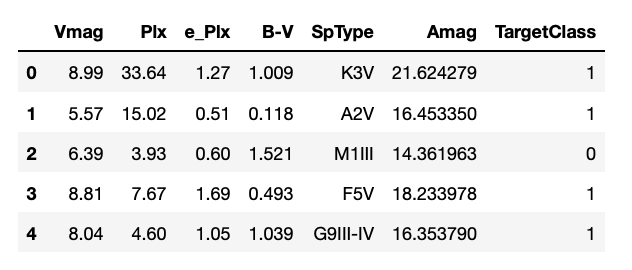 Vmag Plx e_Plx B-V SpType Amag TargetClass
0 8.99 33.64 1.27 1.009 K3V 21.624279 1
1 5.57 15.02 0.51 0.118 A2V 16.453350 1
2 6.39 3.93 0.60 1.521 M1III 14.361963 0
3 8.81 7.67 1.69 0.493 F5V 18.233978 1
4 8.04 4.60 1.05 1.039 G9III-IV 16.353790 1